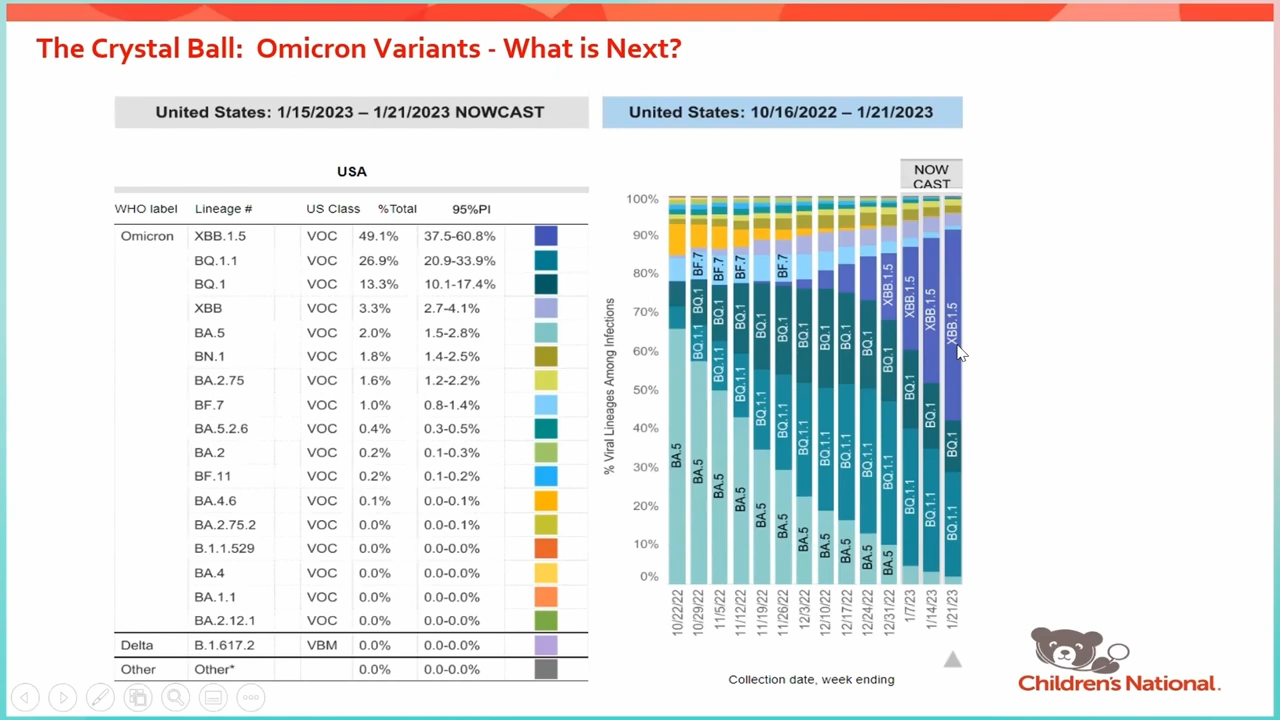 The Crystal Ball: Omicron Variants - What is Next?
United States: 1/15/2023 – 1/21/2023 NOWCAST
United States: 10/16/2022 – 1/21/2023
USA
WHO label Lineage # US Class %Total 95%PI
Omicron XBB.1.5 VOC 49.1% 37.5-60.8%
BQ.1.1 VOC 26.9% 20.9-33.9%
BQ.1 VOC 13.3% 10.1-17.4%
XBB VOC 3.3% 2.7-4.1%
BA.5 VOC 2.0% 1.5-2.8%
BN.1 VOC 1.8% 1.4-2.5%
BA.2.75 VOC 1.6% 1.2-2.2%
BF.7 VOC 1.0% 0.8-1.4%
BA.5.2.6 VOC 0.4% 0.3-0.5%
BA.2 VOC 0.2% 0.1-0.3%
BF.11 VOC 0.2% 0.1-0.2%
BA.4.6 VOC 0.1% 0.0-0.1%
BA.2.75.2 VOC 0.0% 0.0-0.1%
B.1.1.529 VOC 0.0% 0.0-0.0%
BA.4 VOC 0.0% 0.0-0.0%
BA.1.1 VOC 0.0% 0.0-0.0%
BA.2.12.1 VOC 0.0% 0.0-0.0%
Delta B.1.617.2 VBM 0.0% 0.0-0.0%
Other Other* 0.0% 0.0-0.0%
NOW
CAST
% Viral Lineages Among Infections
100%
90%
80%
70%
60%
50%
40%
30%
20%
10%
0%
BA.5
BF.7 BQ.1 BQ.1.1 BA.5
BF.7 BQ.1 BQ.1.1 BA.5
BF.7 BQ.1 BQ.1.1 BA.5
BQ.1 BQ.1.1 BA.5
BF.7 BQ.1 BQ.1.1 BA.5
BQ.1 BQ.1.1 BA.5
BQ.1 BQ.1.1 BA.5
BQ.1 BQ.1.1 BA.5
BQ.1 BQ.1.1 BA.5
XBB.1.5 BQ.1 BQ.1.1 BA.5
XBB.1.5 BQ.1 BQ.1.1
XBB.1.5 BQ.1 BQ.1.1
XBB.1.5 BQ.1 BQ.1.1
10/22/22
10/29/22
11/5/22
11/12/22
11/19/22
11/26/22
12/3/22
12/10/22
12/17/22
12/24/22
12/31/22
1/7/23
1/14/23
1/21/23
Collection date, week ending
Children's National.